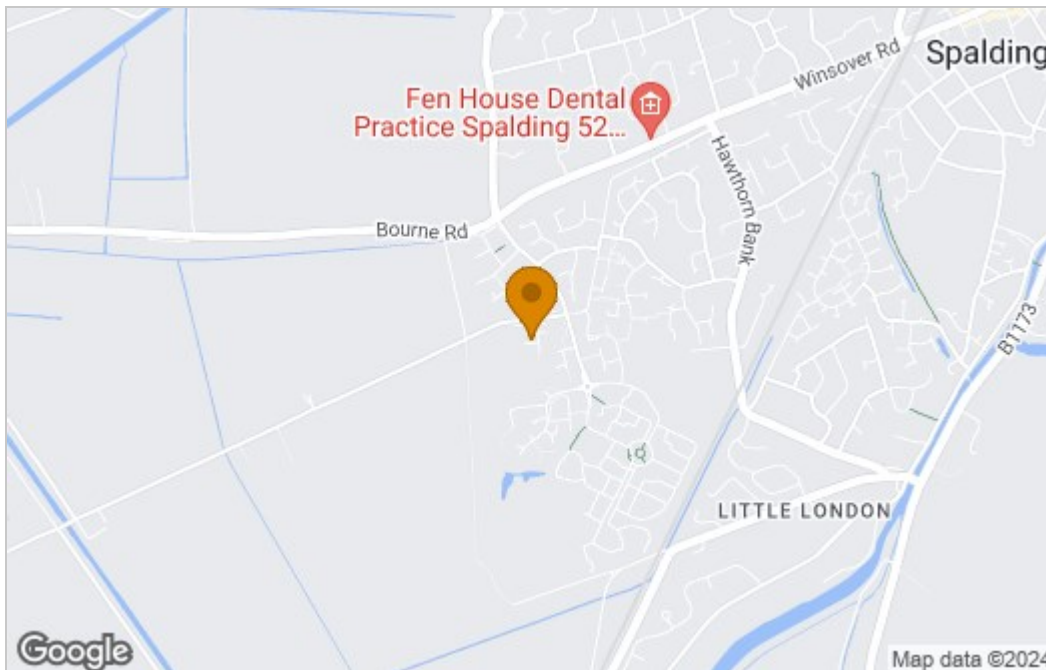 Spalding
Winsover Rd
Fen House Dental
Practice Spalding 52...
Hawthorn Bank
Bourne Rd
B1173
LITTLE LONDON
Google
Map data ©2024